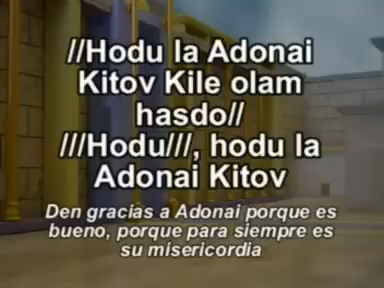 //Hodu la Adonai
Kitov Kile olam
hasdo//
///Hodu///, hodu la
Adonai Kitov
Den gracias a Adonai porque es
bueno, porque para siempre es
su misericordia